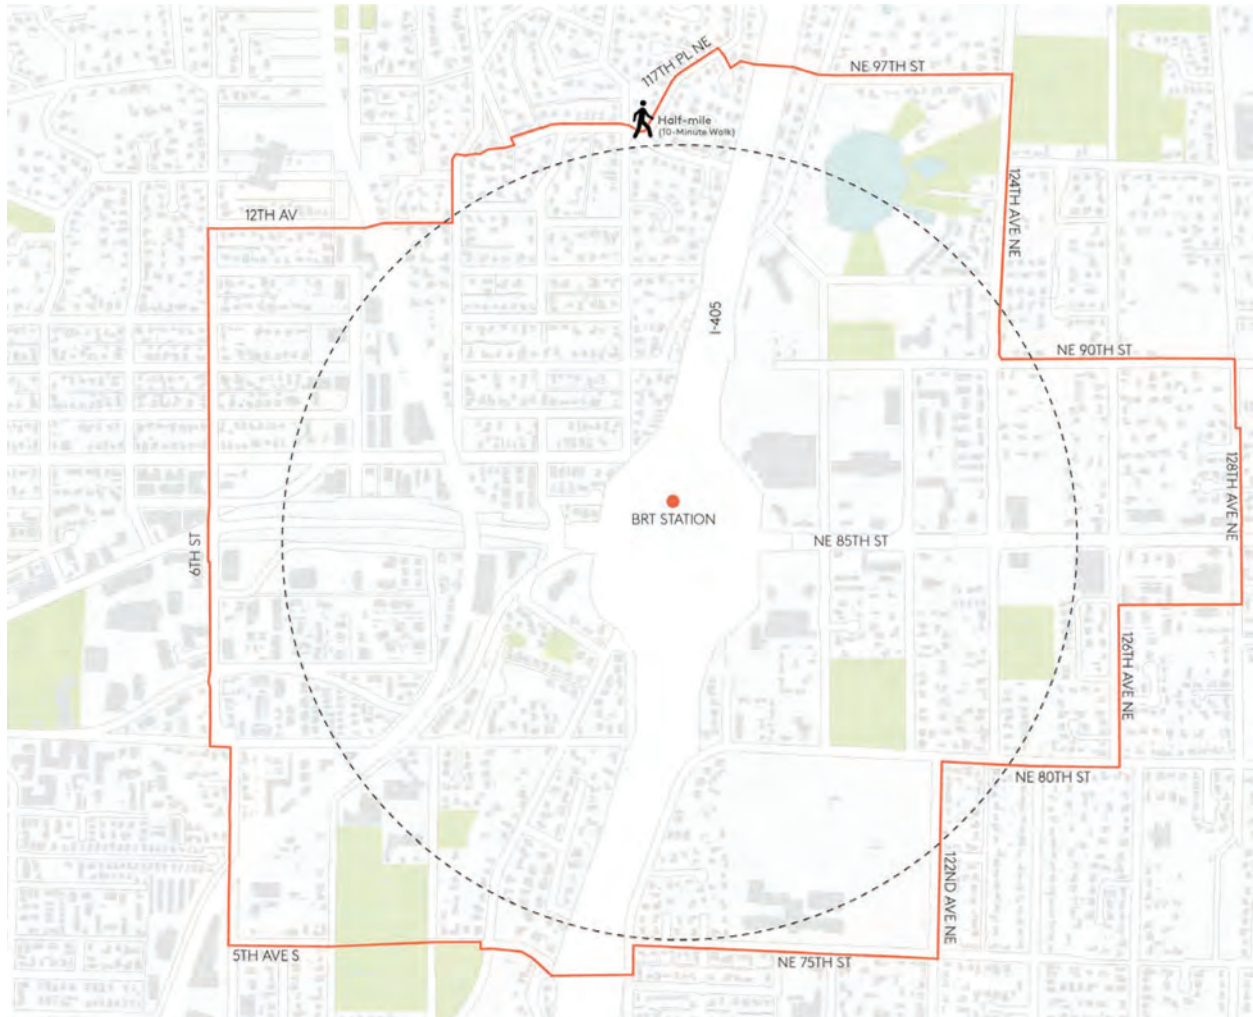 117TH PL NE
NE 97TH ST
Half-mile
(10-Minute Walk)
124TH AVE NE
12TH AV
I-405
NE 90TH ST
128TH AVE NE
BRT STATION
NE 85TH ST
6TH ST
126TH AVE NE
NE 80TH ST
122ND AVE NE
5TH AVE S
NE 75TH ST